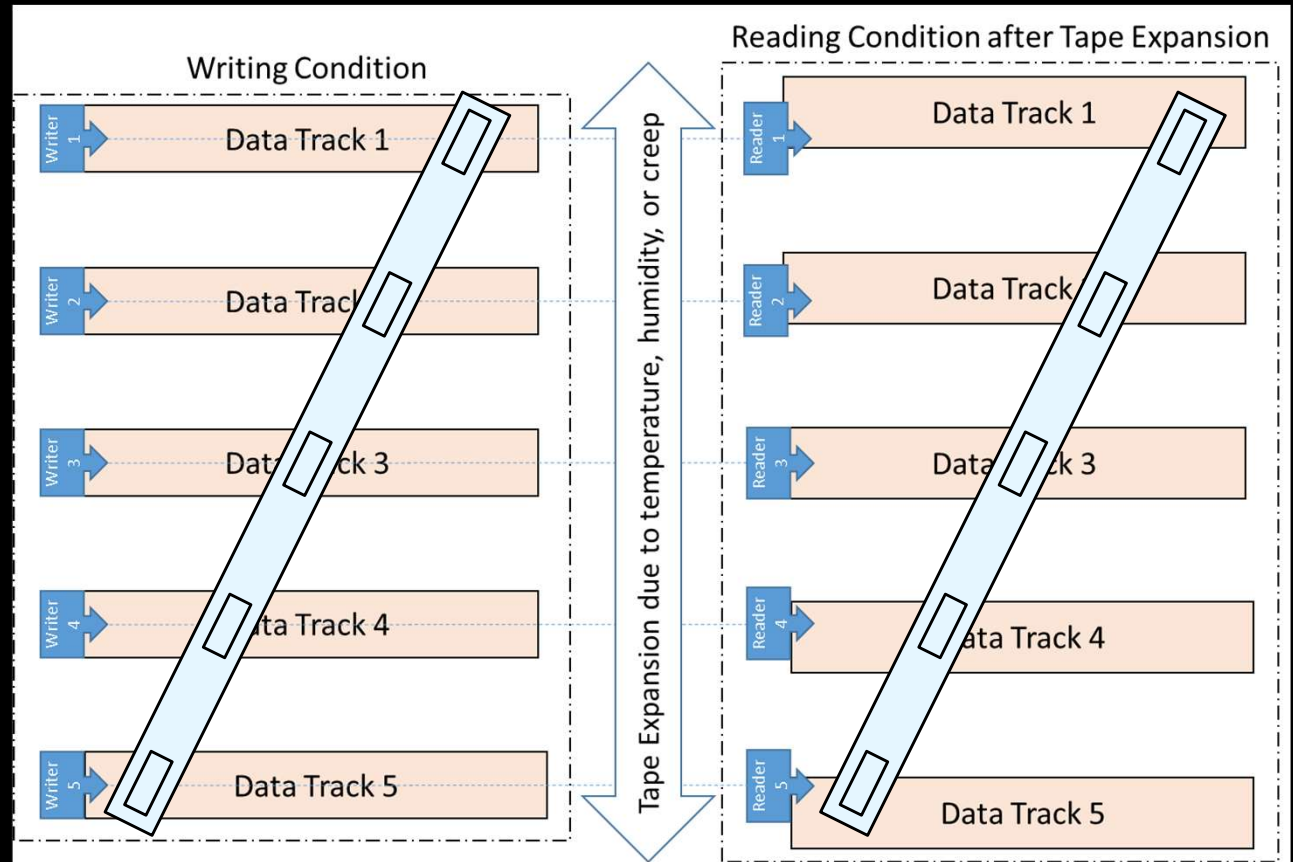 Writing Condition
Reading Condition after Tape Expansion
Writer 1
Data Track 1
Writer 2
Data Trac
Writer 3
Data ck 3
Writer 4
ata Track 4
Writer 5
Data Track 5
Tape Expansion due to temperature, humidity, or creep
Reader 1
Data Track 1
Reader 2
Data Track
Reader 3
Data k 3
Reader 4
ata Track 4
Reader 5
Data Track 5